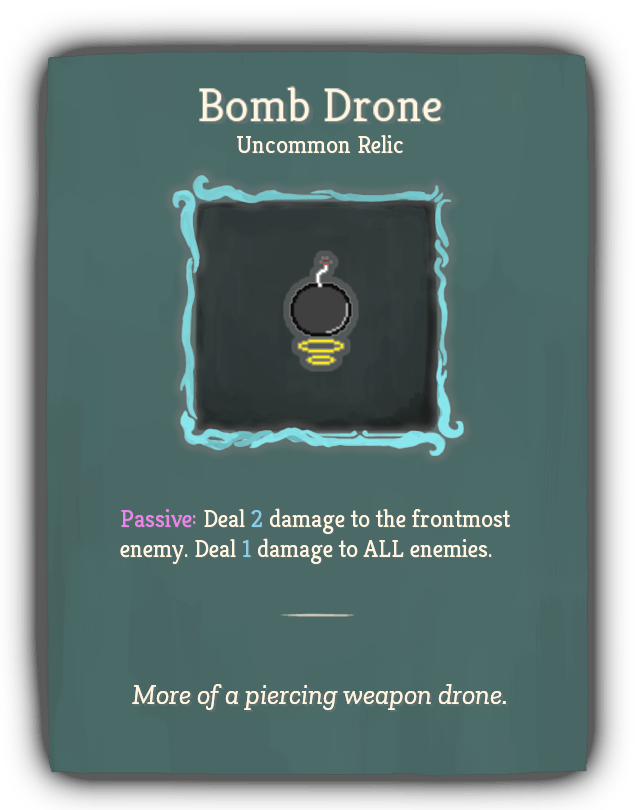 Bomb Drone
Uncommon Relic
Passive: Deal 2 damage to the frontmost
enemy. Deal 1 damage to ALL enemies.
More of a piercing weapon drone.